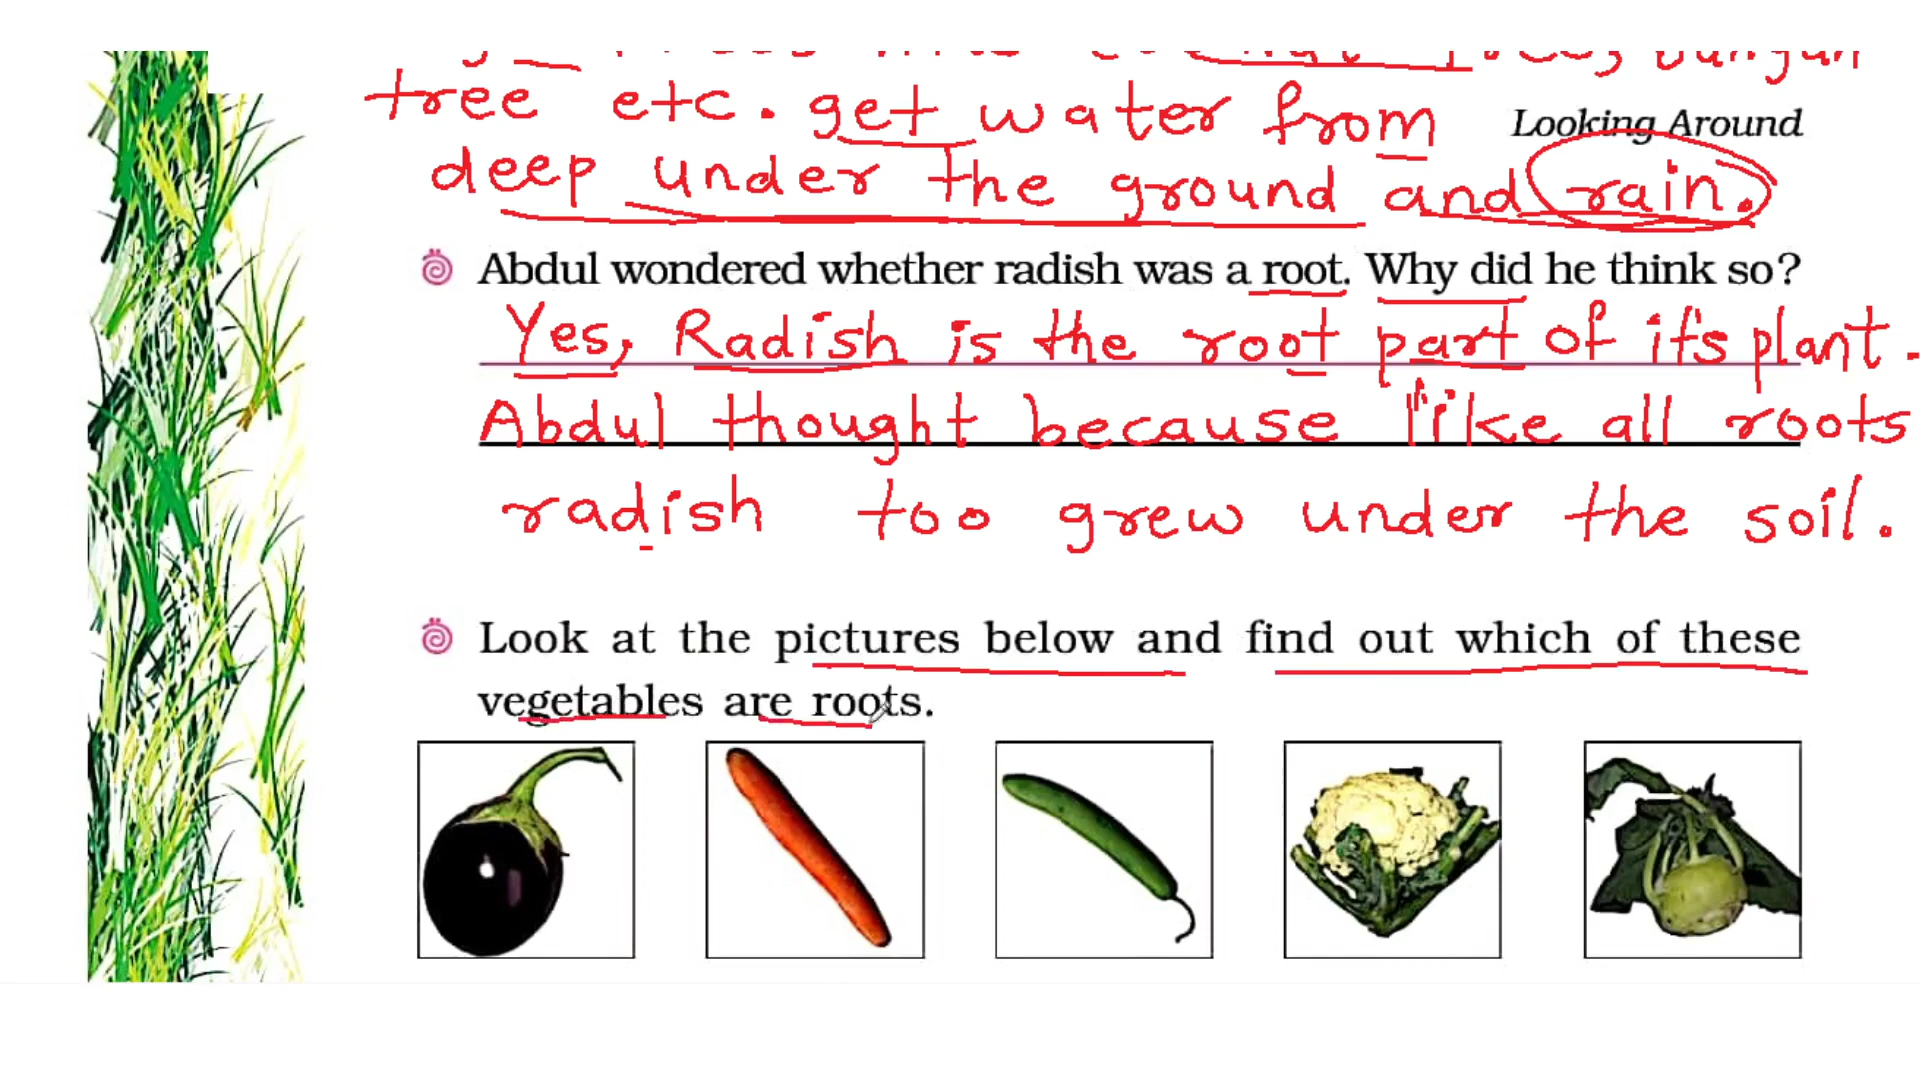 tree etc. get water from
Looking Around
deep under the ground and rain.
Abdul wondered whether radish was a root. Why did he think so?
Yes, Radish is the root part of it's plant.
Abdul thought because like all roots
radish too grew under the soil.
Look at the pictures below and find out which of these
vegetables are roots.